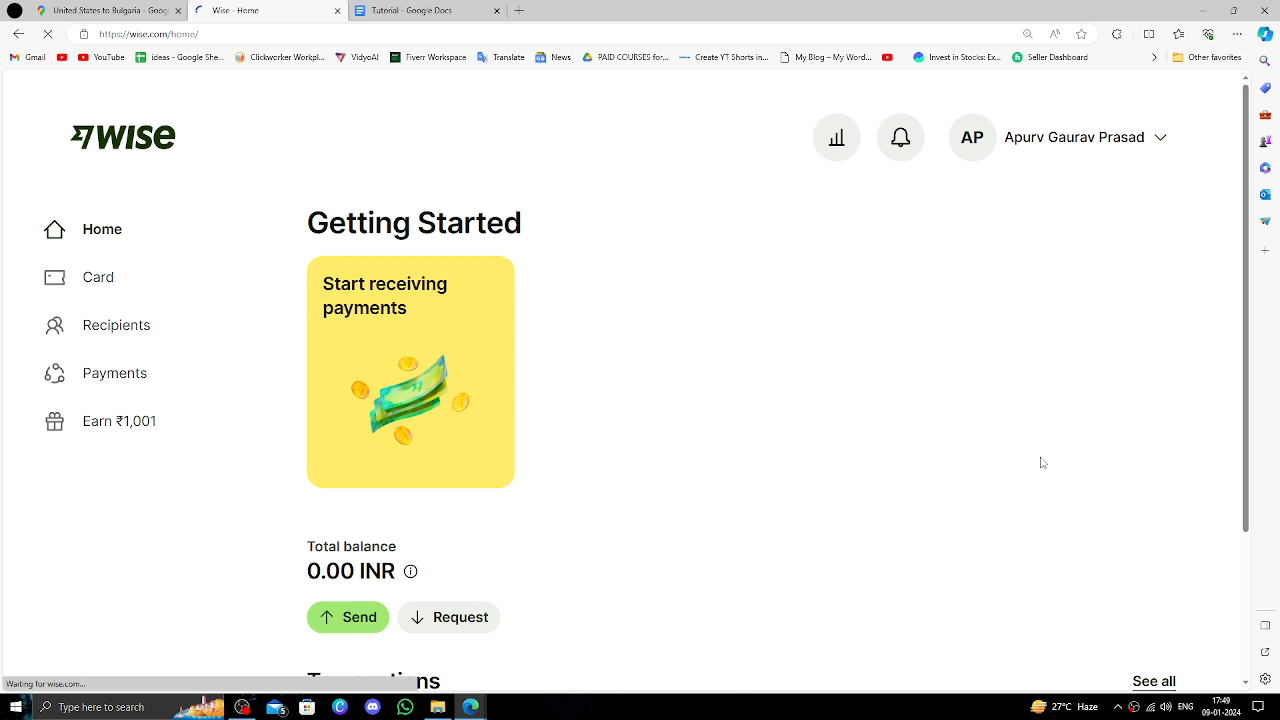 United States to Bulgaria - Goog
Wise - Home
Tutorial - Google Docs
https://wise.com/home/
Gmail
YouTube
ideas - Google She
Clickworker Workpl...
VidyoAI
Fiverr Workspace
Translate
News
PAID COURSES for...
Create YT Shorts in...
My Blog – My Word...
Invest in Stocks: Ex...
Seller Dashboard
Other favorites
WISE
AP
Apurv Gaurav Prasad
Home
Card
Recipients
Payments
Earn ₹1,001
Getting Started
Start receiving
payments
Total balance
0.00 INR
Send
Request
Transactions
See all
Waiting for wise.com...
Type here to search
5
27°C Haze
ENG
17:49
09-01-2024